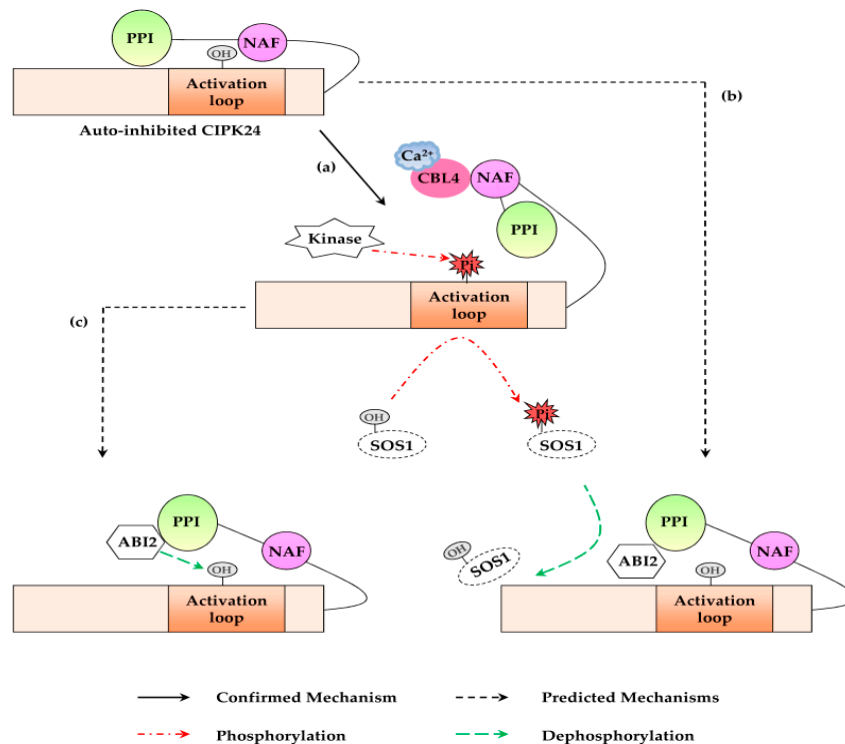 PPI
NAF
OH
Activation
loop
Auto-inhibited CIPK24
(b)
(a)
Ca²⁺
CBL4
NAF
PPI
Kinase
Pi
Activation
loop
(c)
OH
SOS1
Pi
SOS1
PPI
ABI2
NAF
OH
Activation
loop
OH
SOS1
PPI
ABI2
NAF
OH
Activation
loop
Confirmed Mechanism
Predicted Mechanisms
Phosphorylation
Dephosphorylation